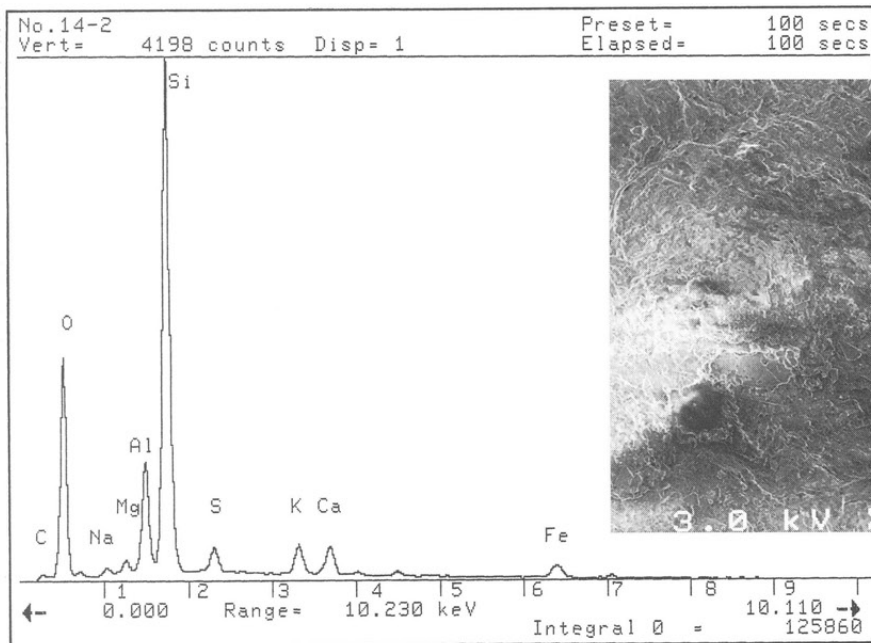 No.14-2 Preset= 100 secs
Vert= 4198 counts Disp= 1 Elapsed= 100 secs
Si
O
Al
Mg S K Ca
C Na Fe
3.0 kV
1 2 3 4 5 6 7 8 9
0.000 Range= 10.230 keV 10.110
Integral 0 = 125860